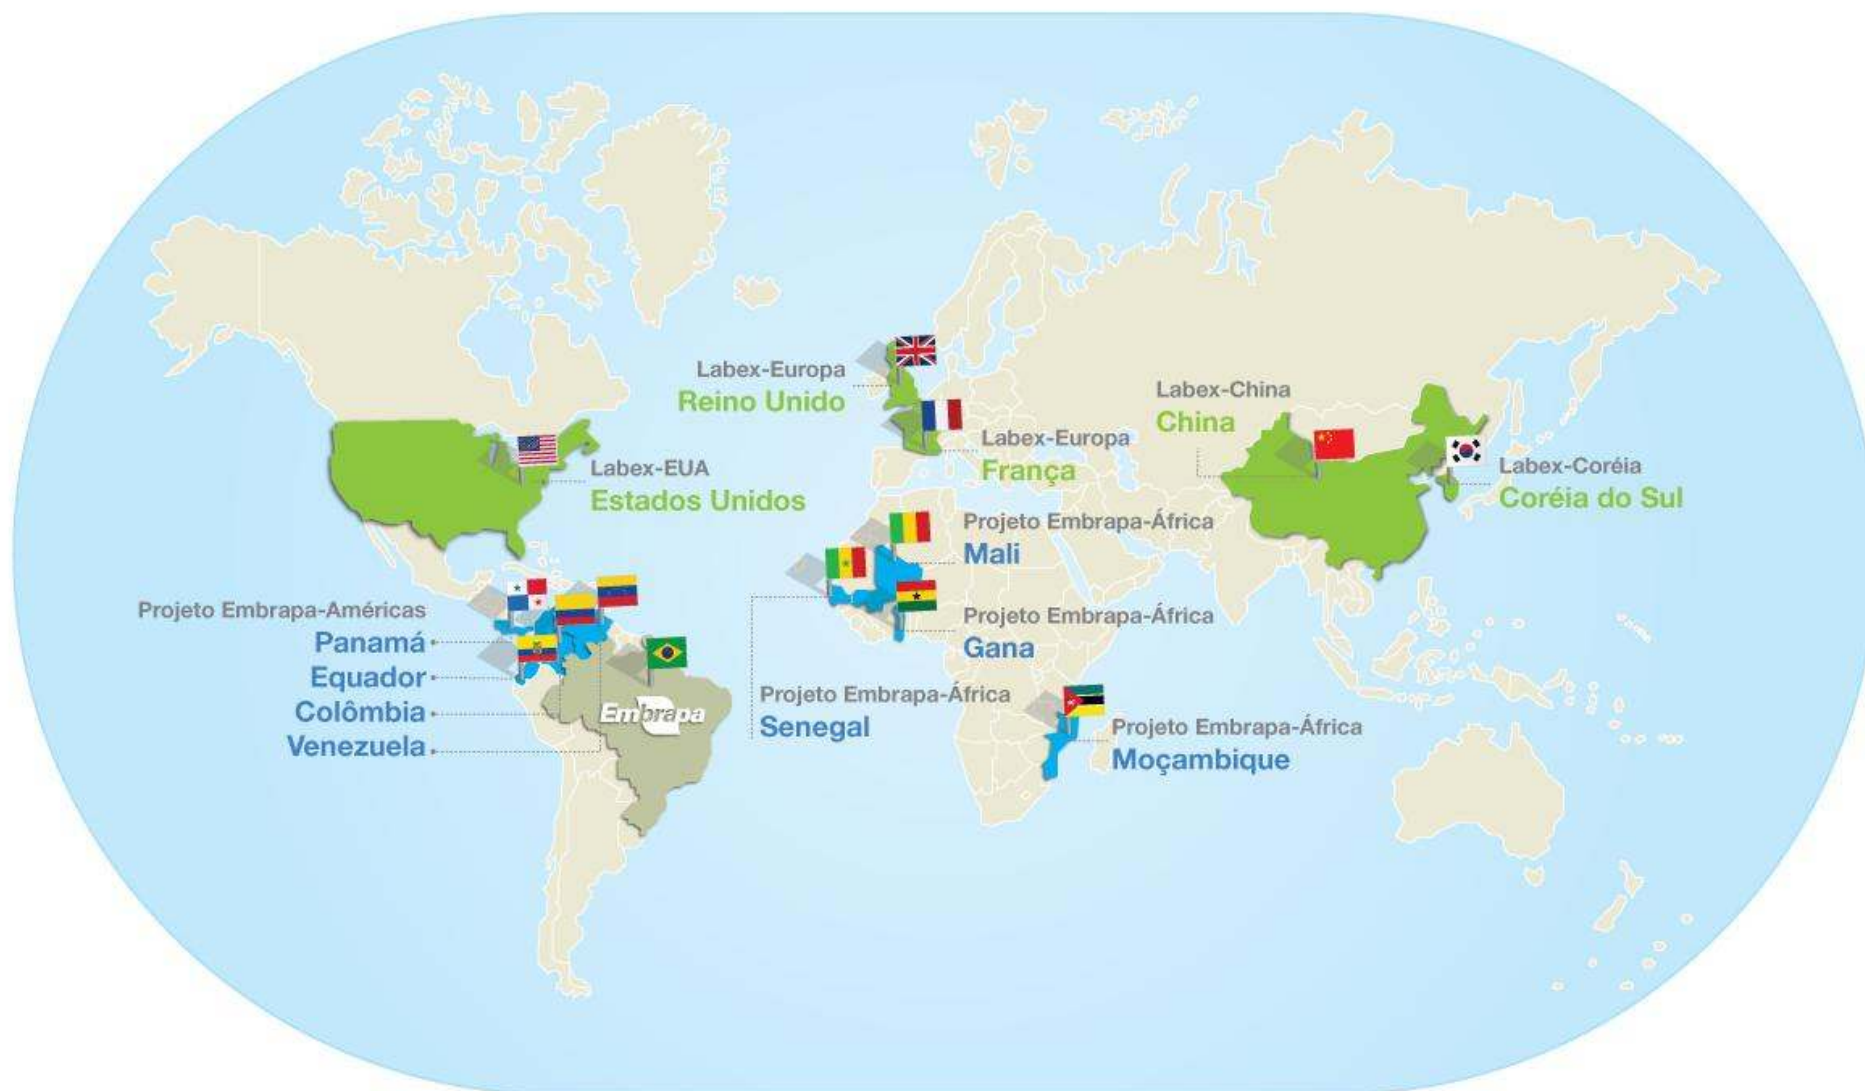 Labex-Europa
Reino Unido
Labex-Europa
França
Labex-China
China
Labex-Coréia
Coréia do Sul
Labex-EUA
Estados Unidos
Projeto Embrapa-África
Mali
Projeto Embrapa-África
Gana
Projeto Embrapa-Américas
Panamá
Equador
Colômbia
Venezuela
Embrapa
Projeto Embrapa-África
Senegal
Projeto Embrapa-África
Moçambique